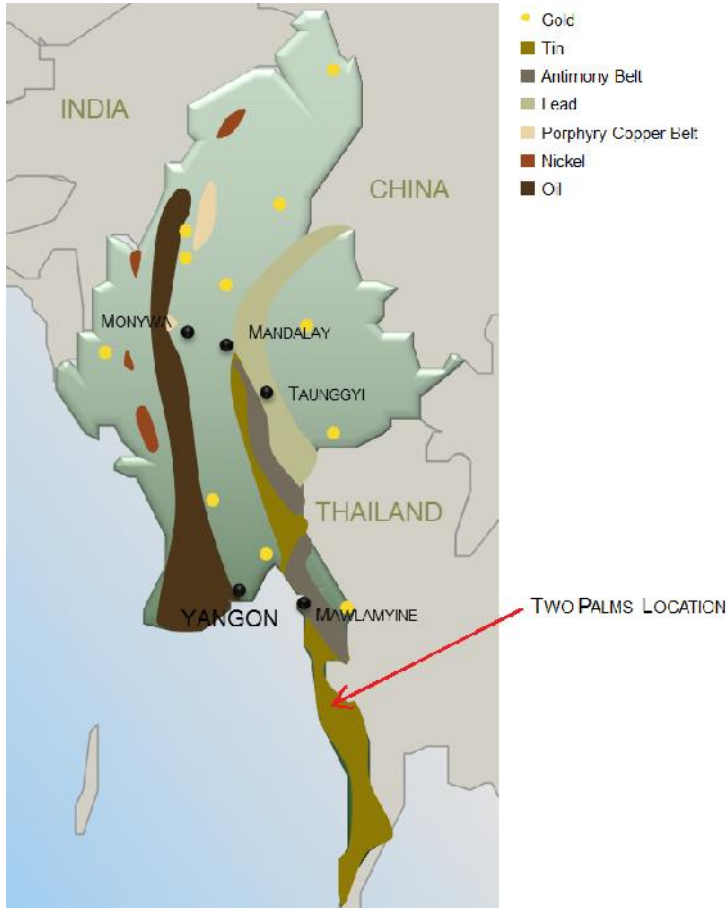 Gold
Tin
Antimony Belt
Lead
Porphyry Copper Belt
Nickel
Oil
INDIA
CHINA
MONYWA
MANDALAY
TAUNGGYI
THAILAND
YANGON
MAWLAMYINE
TWO PALMS LOCATION